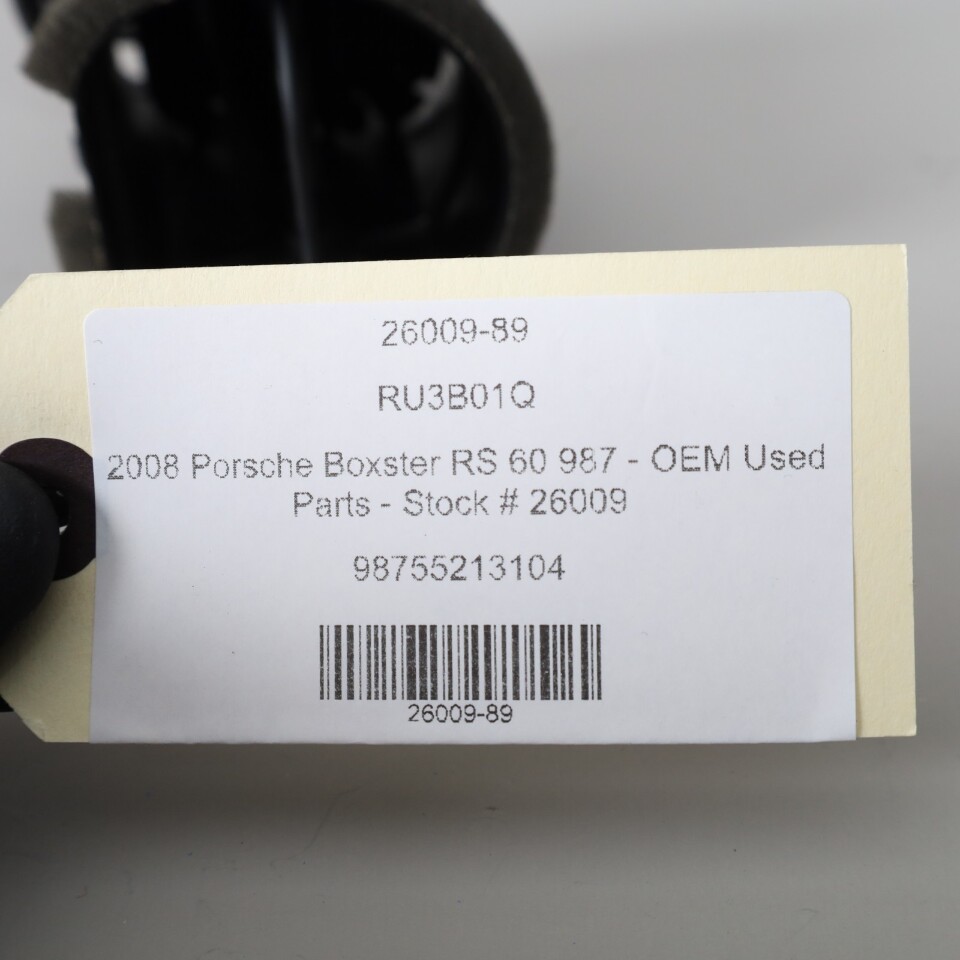 26009-89
RU3B01Q
2008 Porsche Boxster RS 60 987 - OEM Used
Parts - Stock # 26009
98755213104
26009-89